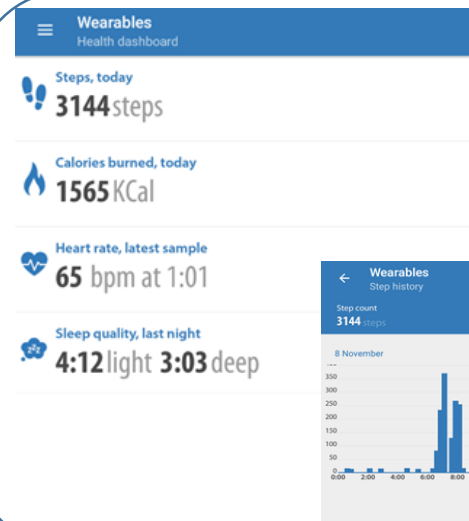 Wearables
Health dashboard
Steps, today
3144 steps
Calories burned, today
1565 KCal
Heart rate, latest sample
65 bpm at 1:01
Sleep quality, last night
4:12 light 3:03 deep
Wearables
Step history
Step count
3144 steps
8 November
350
300
250
200
150
100
50
0
0:00 2:00 4:00 6:00 8:00